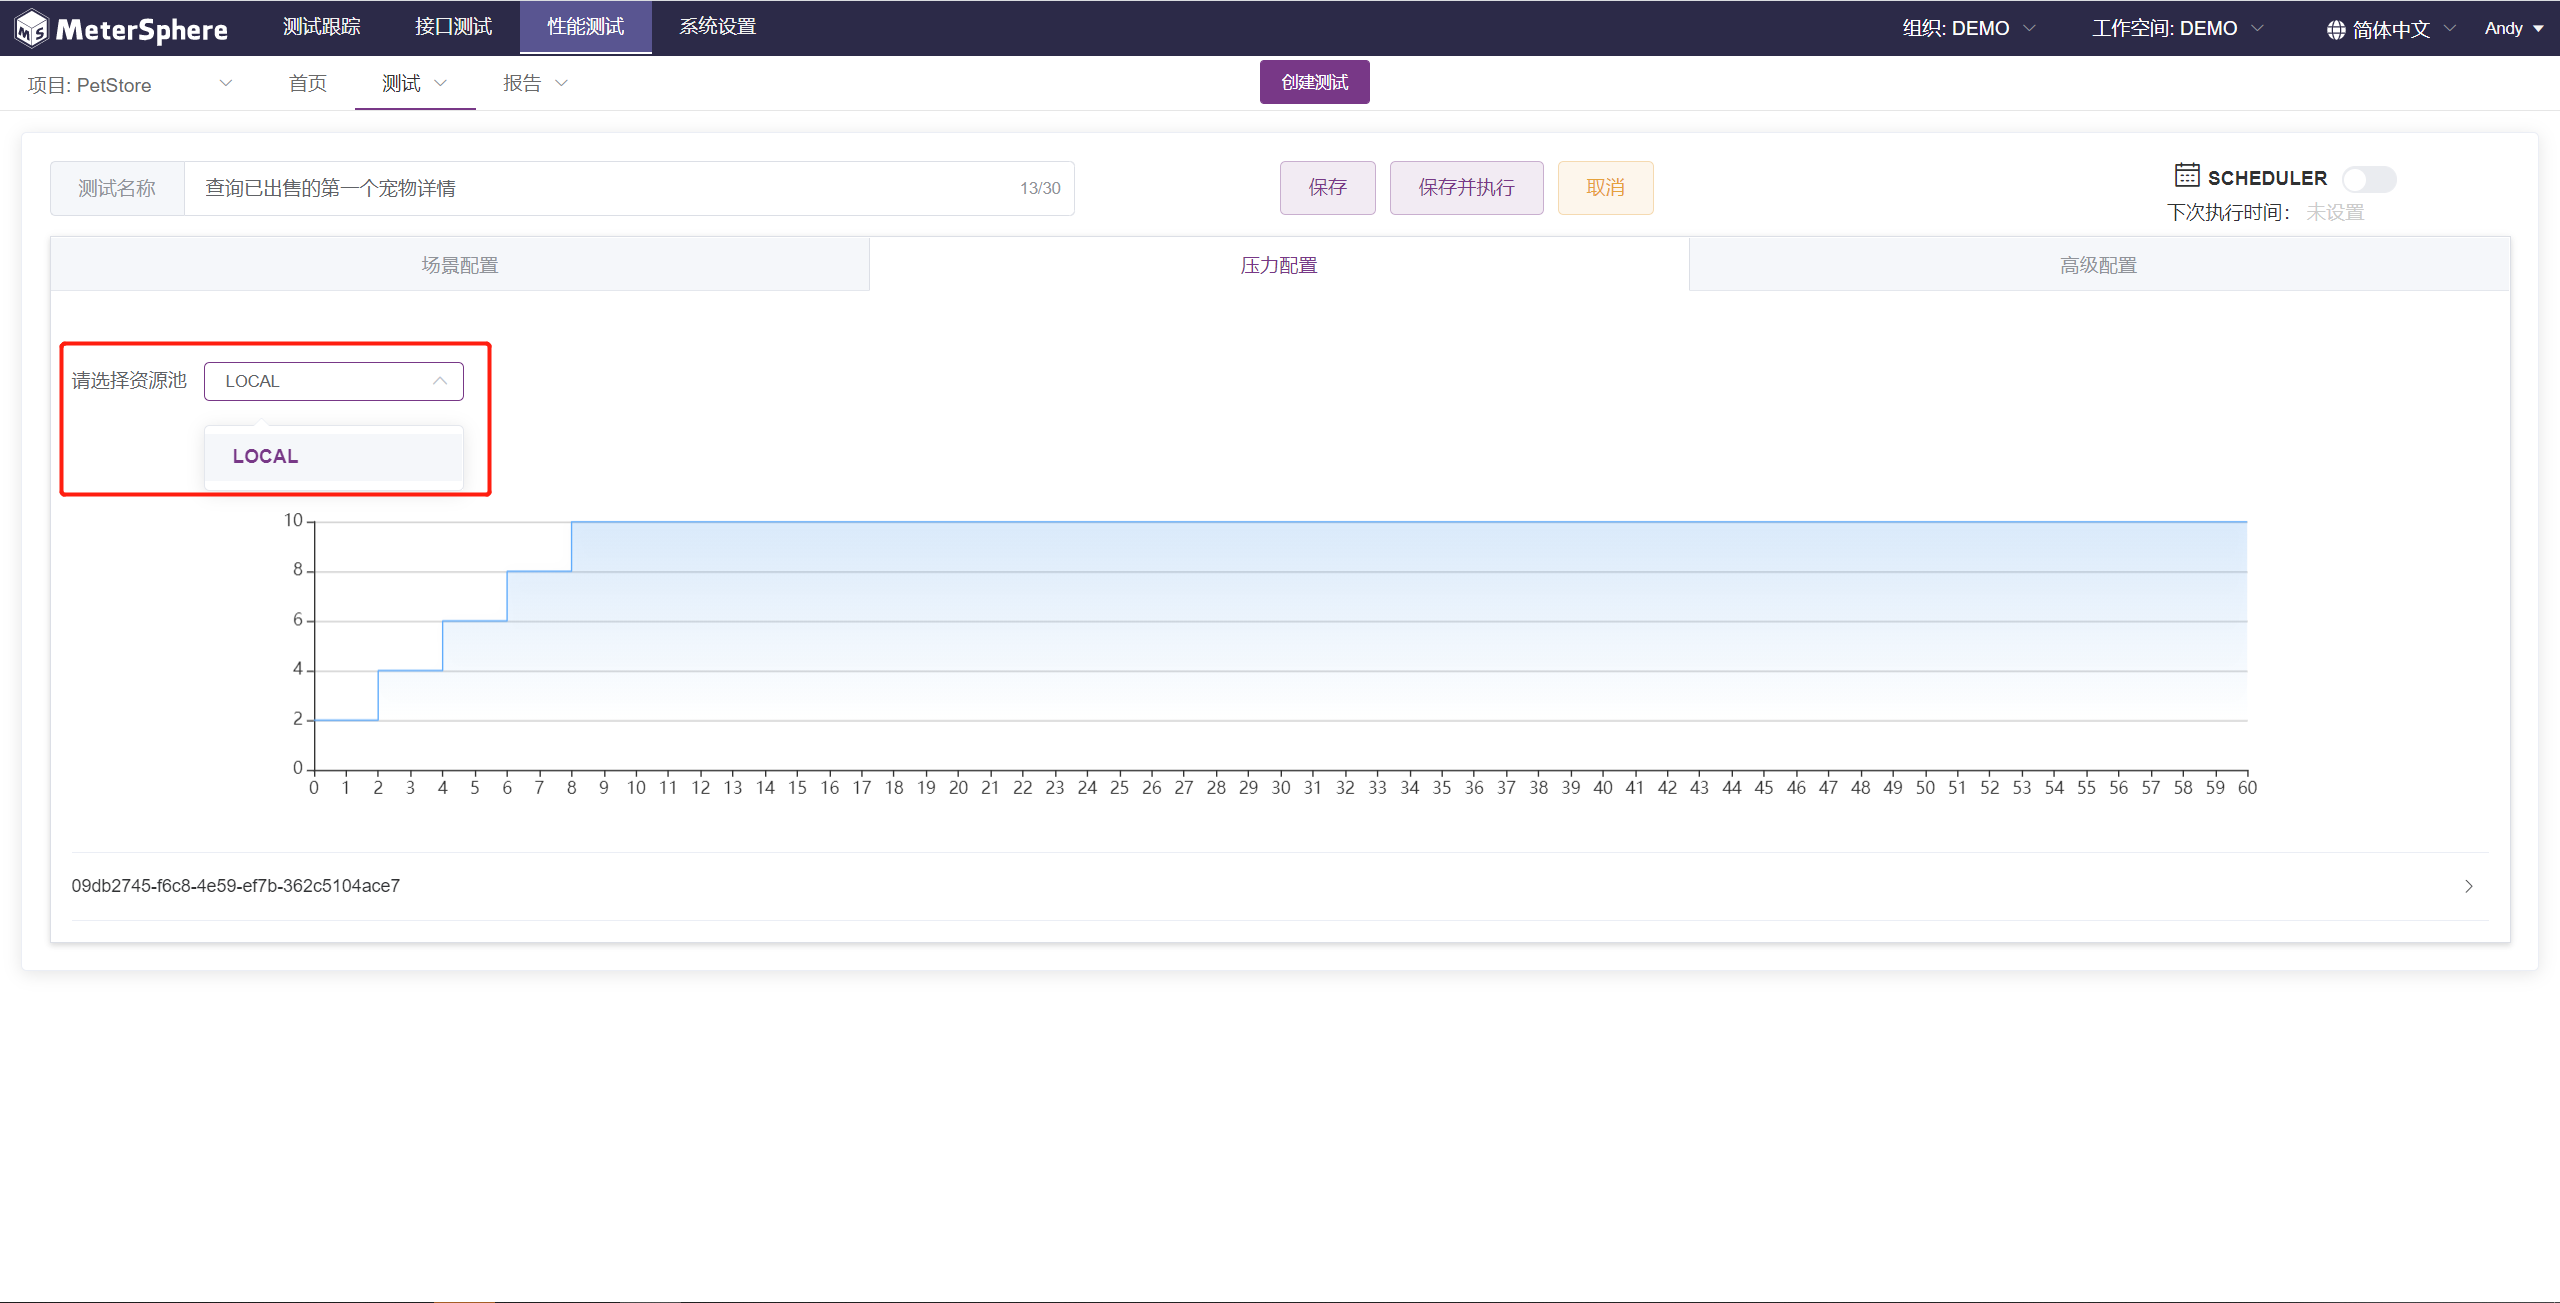 MeterSphere 测试跟踪 接口测试 性能测试 系统设置 组织: DEMO 工作空间: DEMO 简体中文 Andy
项目: PetStore 首页 测试 报告 创建测试
测试名称 查询已出售的第一个宠物详情 13/30 保存 保存并执行 取消 SCHEDULER
下次执行时间： 未设置
场景配置 压力配置 高级配置
请选择资源池 LOCAL
LOCAL
10
8
6
4
2
0
0 1 2 3 4 5 6 7 8 9 10 11 12 13 14 15 16 17 18 19 20 21 22 23 24 25 26 27 28 29 30 31 32 33 34 35 36 37 38 39 40 41 42 43 44 45 46 47 48 49 50 51 52 53 54 55 56 57 58 59 60
09db2745-f6c8-4e59-ef7b-362c5104ace7